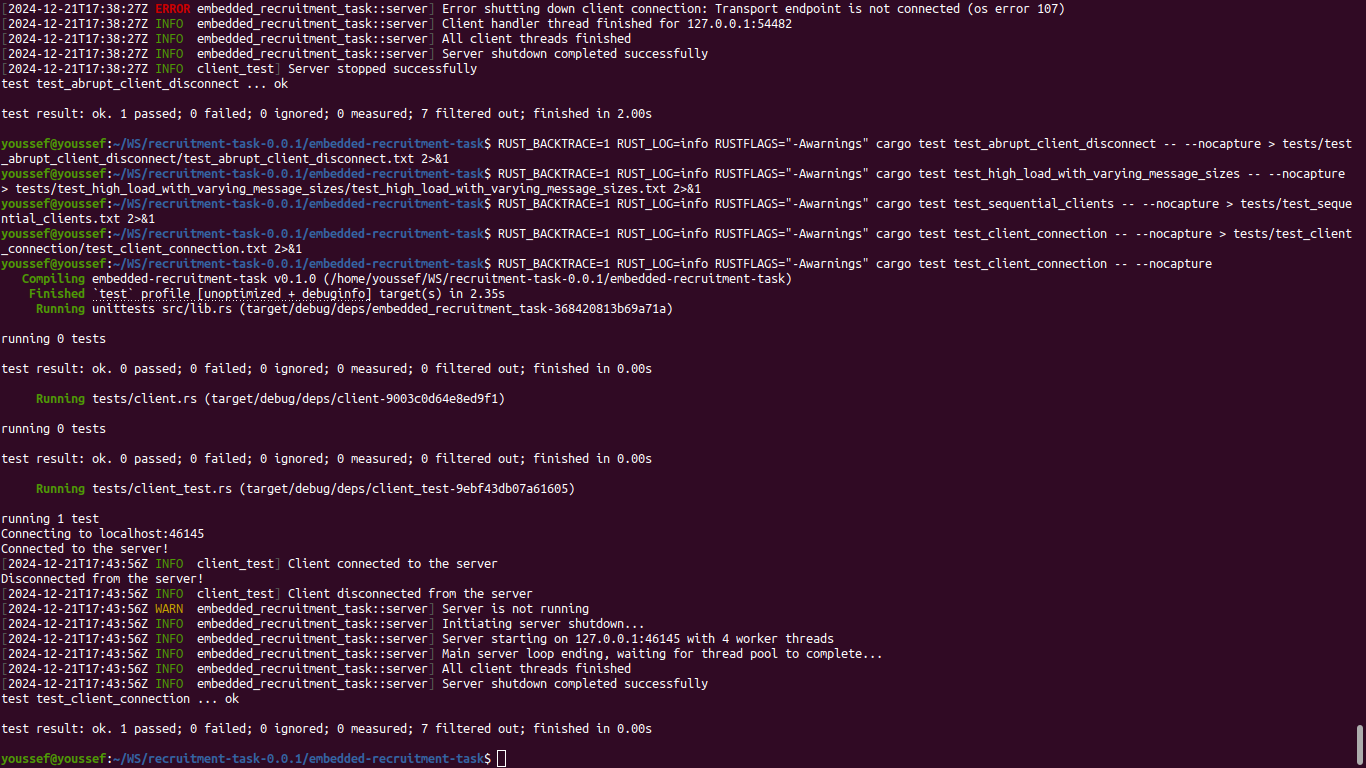 [2024-12-21T17:38:27Z ERROR embedded_recruitment_task::server] Error shutting down client connection: Transport endpoint is not connected (os error 107)
[2024-12-21T17:38:27Z INFO  embedded_recruitment_task::server] Client handler thread finished for 127.0.0.1:54482
[2024-12-21T17:38:27Z INFO  embedded_recruitment_task::server] All client threads finished
[2024-12-21T17:38:27Z INFO  embedded_recruitment_task::server] Server shutdown completed successfully
[2024-12-21T17:38:27Z INFO  client_test] Server stopped successfully
test test_abrupt_client_disconnect ... ok

test result: ok. 1 passed; 0 failed; 0 ignored; 0 measured; 7 filtered out; finished in 2.00s

youssef@youssef:~/WS/recruitment-task-0.0.1/embedded-recruitment-task$ RUST_BACKTRACE=1 RUST_LOG=info RUSTFLAGS="-Awarnings" cargo test test_abrupt_client_disconnect -- --nocapture > tests/test
_abrupt_client_disconnect/test_abrupt_client_disconnect.txt 2>&1
youssef@youssef:~/WS/recruitment-task-0.0.1/embedded-recruitment-task$ RUST_BACKTRACE=1 RUST_LOG=info RUSTFLAGS="-Awarnings" cargo test test_high_load_with_varying_message_sizes -- --nocapture
> tests/test_high_load_with_varying_message_sizes/test_high_load_with_varying_message_sizes.txt 2>&1
youssef@youssef:~/WS/recruitment-task-0.0.1/embedded-recruitment-task$ RUST_BACKTRACE=1 RUST_LOG=info RUSTFLAGS="-Awarnings" cargo test test_sequential_clients -- --nocapture > tests/test_seque
ntial_clients.txt 2>&1
youssef@youssef:~/WS/recruitment-task-0.0.1/embedded-recruitment-task$ RUST_BACKTRACE=1 RUST_LOG=info RUSTFLAGS="-Awarnings" cargo test test_client_connection -- --nocapture > tests/test_client
_connection/test_client_connection.txt 2>&1
youssef@youssef:~/WS/recruitment-task-0.0.1/embedded-recruitment-task$ RUST_BACKTRACE=1 RUST_LOG=info RUSTFLAGS="-Awarnings" cargo test test_client_connection -- --nocapture
   Compiling embedded-recruitment-task v0.1.0 (/home/youssef/WS/recruitment-task-0.0.1/embedded-recruitment-task)
    Finished `test` profile [unoptimized + debuginfo] target(s) in 2.35s
     Running unittests src/lib.rs (target/debug/deps/embedded_recruitment_task-368420813b69a71a)

running 0 tests

test result: ok. 0 passed; 0 failed; 0 ignored; 0 measured; 0 filtered out; finished in 0.00s

     Running tests/client.rs (target/debug/deps/client-9003c0d64e8ed9f1)

running 0 tests

test result: ok. 0 passed; 0 failed; 0 ignored; 0 measured; 0 filtered out; finished in 0.00s

     Running tests/client_test.rs (target/debug/deps/client_test-9ebf43db07a61605)

running 1 test
Connecting to localhost:46145
Connected to the server!
[2024-12-21T17:43:56Z INFO  client_test] Client connected to the server
Disconnected from the server!
[2024-12-21T17:43:56Z INFO  client_test] Client disconnected from the server
[2024-12-21T17:43:56Z WARN  embedded_recruitment_task::server] Server is not running
[2024-12-21T17:43:56Z INFO  embedded_recruitment_task::server] Initiating server shutdown...
[2024-12-21T17:43:56Z INFO  embedded_recruitment_task::server] Server starting on 127.0.0.1:46145 with 4 worker threads
[2024-12-21T17:43:56Z INFO  embedded_recruitment_task::server] Main server loop ending, waiting for thread pool to complete...
[2024-12-21T17:43:56Z INFO  embedded_recruitment_task::server] All client threads finished
[2024-12-21T17:43:56Z INFO  embedded_recruitment_task::server] Server shutdown completed successfully
test test_client_connection ... ok

test result: ok. 1 passed; 0 failed; 0 ignored; 0 measured; 7 filtered out; finished in 0.00s

youssef@youssef:~/WS/recruitment-task-0.0.1/embedded-recruitment-task$